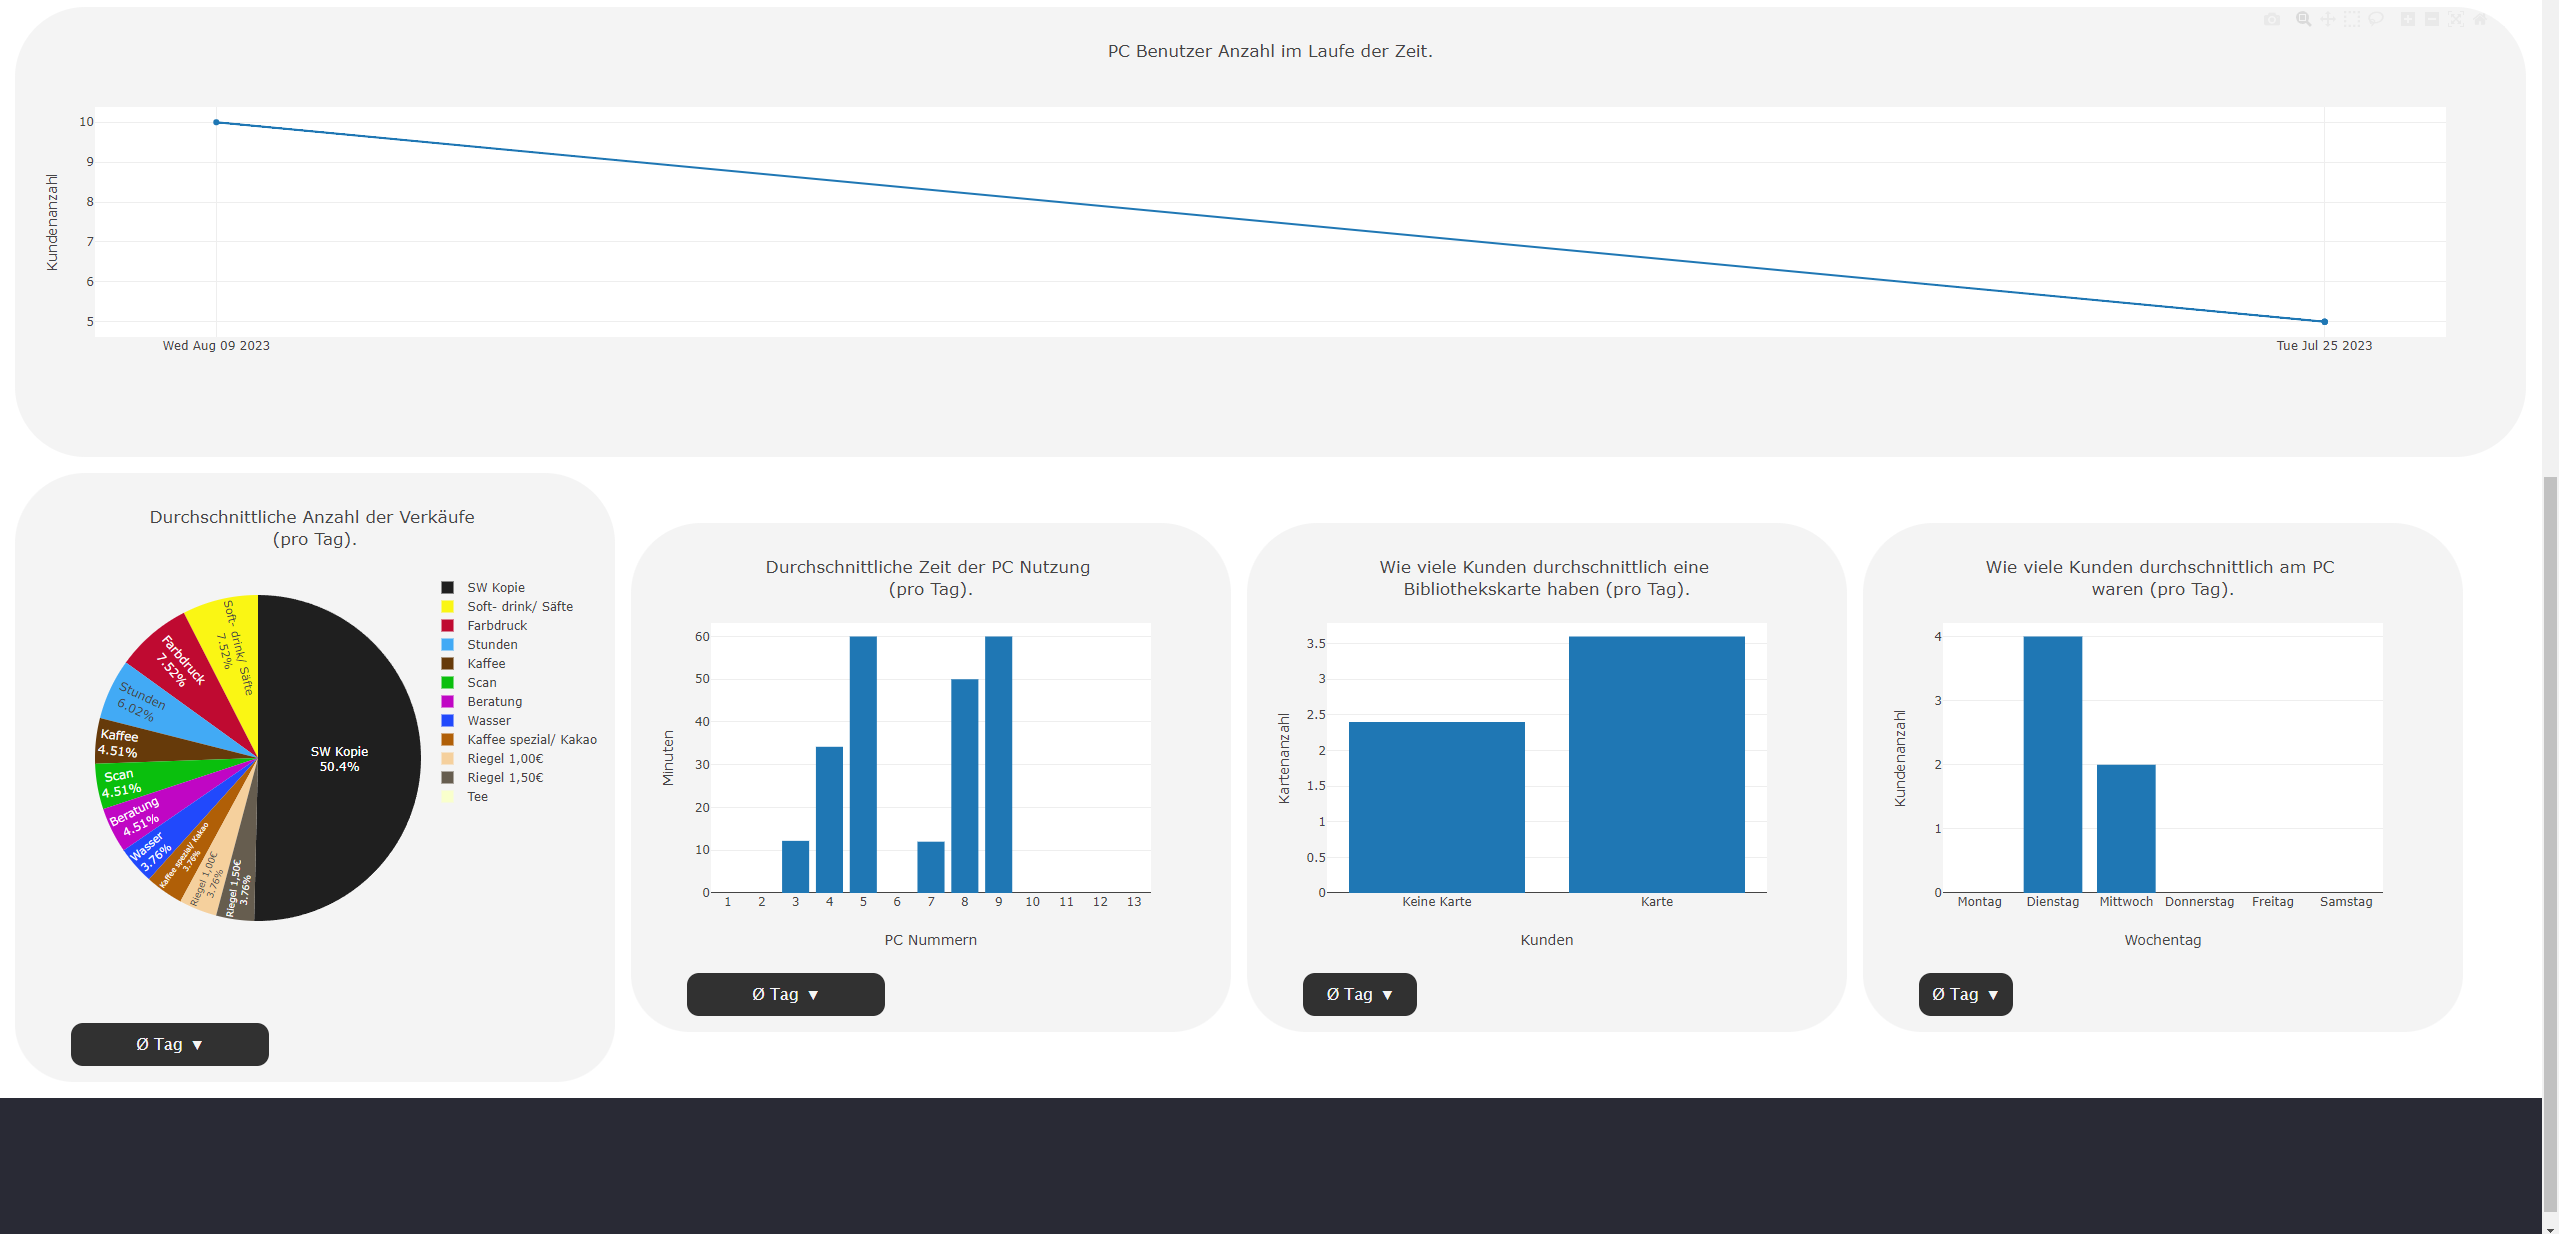 PC Benutzer Anzahl im Laufe der Zeit.
10
9
8
7
6
5
Kundenanzahl
Wed Aug 09 2023
Tue Jul 25 2023
Durchschnittliche Anzahl der Verkäufe
(pro Tag).
SW Kopie
50.4%
Soft- drink/ Säfte
7.52%
Farbdruck
7.52%
Stunden
6.02%
Kaffee
4.51%
Scan
4.51%
Beratung
4.51%
Wasser
3.76%
Kaffee spezial/ Kakao
3.76%
Riegel 1,00€
3.76%
Riegel 1,50€
3.76%
SW Kopie
Soft- drink/ Säfte
Farbdruck
Stunden
Kaffee
Scan
Beratung
Wasser
Kaffee spezial/ Kakao
Riegel 1,00€
Riegel 1,50€
Tee
Ø Tag ▼
Durchschnittliche Zeit der PC Nutzung
(pro Tag).
60
50
40
30
20
10
0
Minuten
1 2 3 4 5 6 7 8 9 10 11 12 13
PC Nummern
Ø Tag ▼
Wie viele Kunden durchschnittlich eine
Bibliothekskarte haben (pro Tag).
3.5
3
2.5
2
1.5
1
0.5
0
Kartenanzahl
Keine Karte Karte
Kunden
Ø Tag ▼
Wie viele Kunden durchschnittlich am PC
waren (pro Tag).
4
3
2
1
0
Kundenanzahl
Montag Dienstag Mittwoch Donnerstag Freitag Samstag
Wochentag
Ø Tag ▼